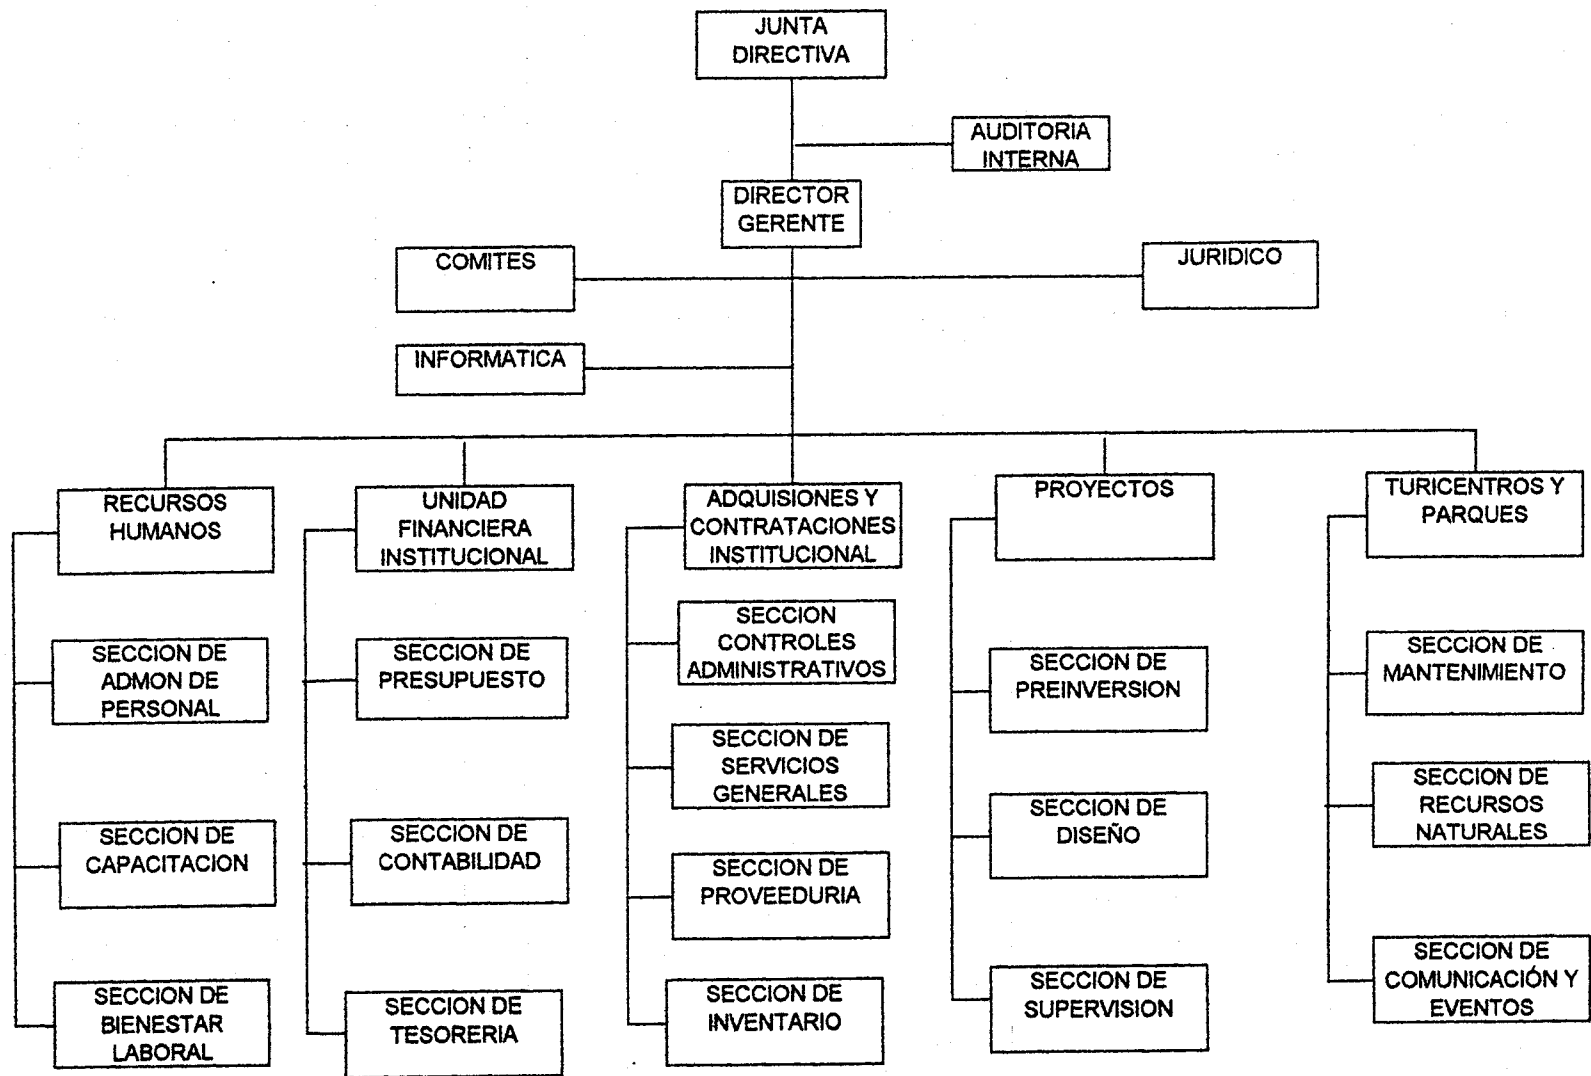 JUNTA
DIRECTIVA
AUDITORIA
INTERNA
DIRECTOR
GERENTE
COMITES
JURIDICO
INFORMATICA
RECURSOS
HUMANOS
UNIDAD
FINANCIERA
INSTITUCIONAL
ADQUISIONES Y
CONTRATACIONES
INSTITUCIONAL
PROYECTOS
TURICENTROS Y
PARQUES
SECCION DE
ADMON DE
PERSONAL
SECCION DE
CAPACITACION
SECCION DE
BIENESTAR
LABORAL
SECCION DE
PRESUPUESTO
SECCION DE
CONTABILIDAD
SECCION DE
TESORERIA
SECCION
CONTROLES
ADMINISTRATIVOS
SECCION DE
SERVICIOS
GENERALES
SECCION DE
PROVEEDURIA
SECCION DE
INVENTARIO
SECCION DE
PREINVERSION
SECCION DE
DISEÑO
SECCION DE
SUPERVISION
SECCION DE
MANTENIMIENTO
SECCION DE
RECURSOS
NATURALES
SECCION DE
COMUNICACIÓN Y
EVENTOS